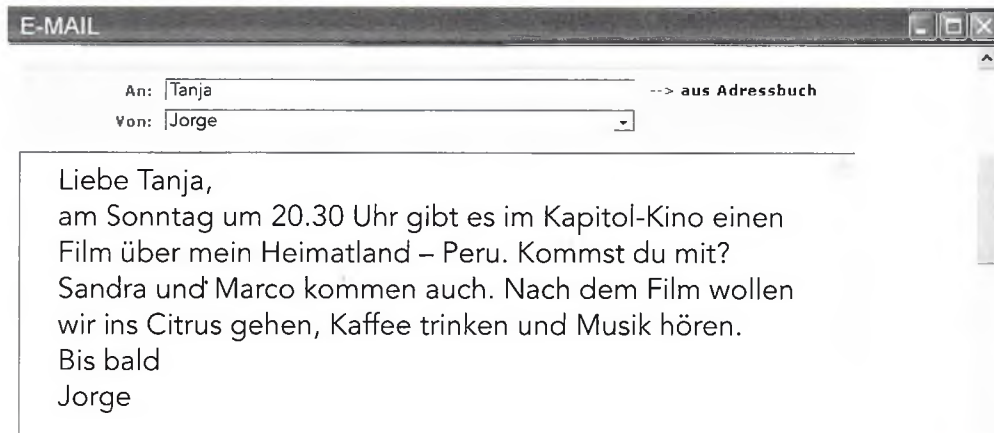 E-MAIL
An: Tanja --> aus Adressbuch
Von: Jorge
Liebe Tanja,
am Sonntag um 20.30 Uhr gibt es im Kapitol-Kino einen
Film über mein Heimatland – Peru. Kommst du mit?
Sandra und Marco kommen auch. Nach dem Film wollen
wir ins Citrus gehen, Kaffee trinken und Musik hören.
Bis bald
Jorge